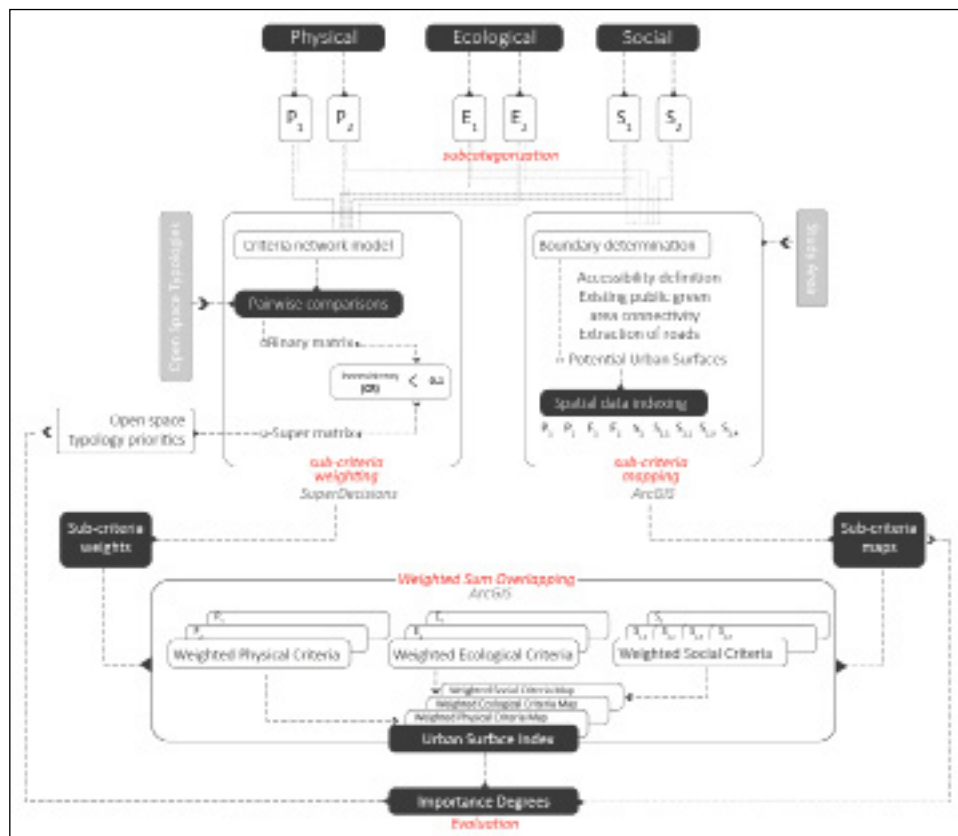 Physical
Ecological
Social
P1
P2
E1
E2
S1
S2
subcategorization
Open Space Typologies
Criteria network model
Pairwise comparisons
Binary matrix
(CR)
< 0.1
Super matrix
Open space
typology priorities
sub-criteria
weighting
SuperDecisions
Study Area
Boundary determination
Accessibility definition
Existing public green
area connectivity
Extraction of roads
Potential Urban Surfaces
Spatial data indexing
sub-criteria
mapping
ArcGIS
Sub-criteria
weights
Sub-criteria
maps
Weighted Sum Overlapping
ArcGIS
Weighted Physical Criteria
Weighted Ecological Criteria
Weighted Social Criteria
Weighted Social Criteria Map
Weighted Ecological Criteria Map
Weighted Physical Criteria Map
Urban Surface Index
Importance Degrees
Evaluation